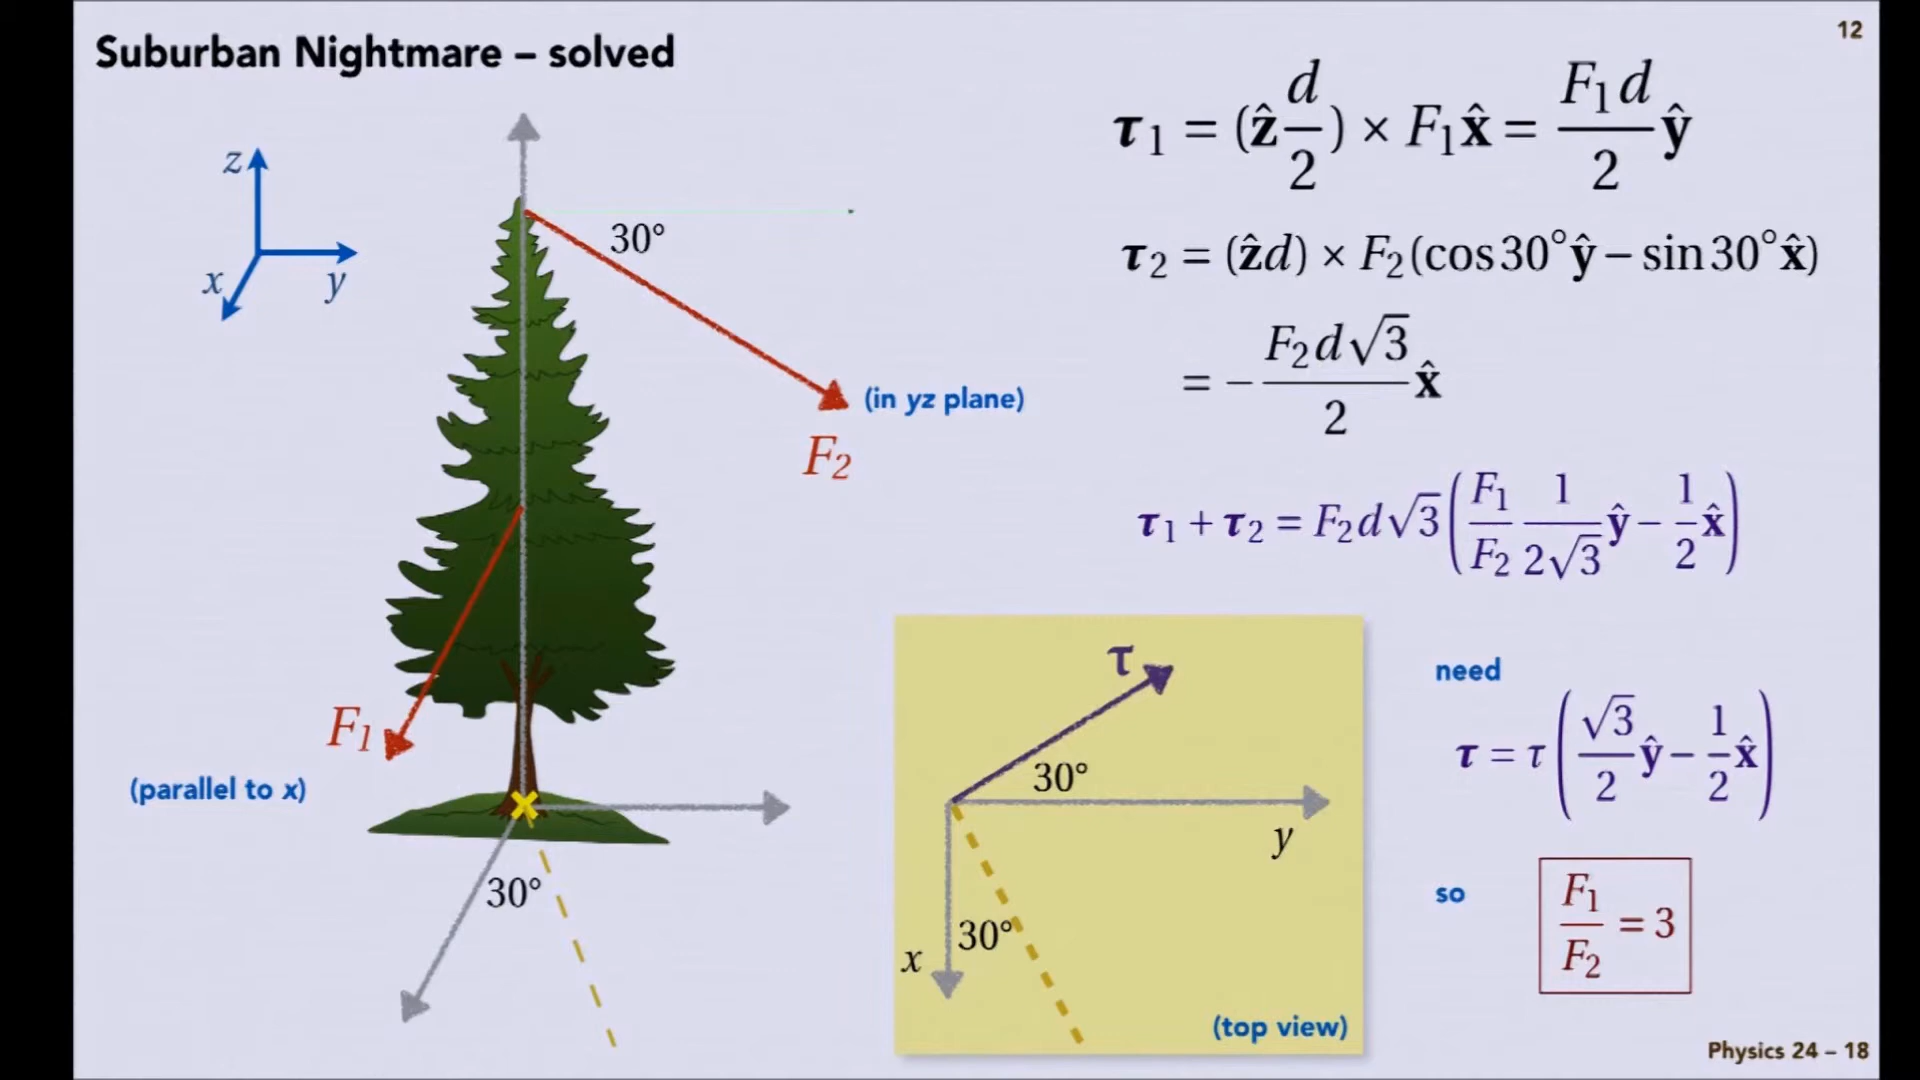 12
Suburban Nightmare – solved
τ₁ = (ẑ d/2) × F₁x̂ = F₁d/2 ŷ
z
x
y
30°
τ₂ = (ẑd) × F₂(cos30°ŷ – sin30°x̂)
= – F₂d√3/2 x̂
(in yz plane)
F₂
τ₁ + τ₂ = F₂d√3 (F₁/F₂ 1/2√3 ŷ – 1/2 x̂)
F₁
(parallel to x)
30°
τ
30°
y
x
30°
(top view)
need
τ = τ (√3/2 ŷ – 1/2 x̂)
so
F₁/F₂ = 3
Physics 24 – 18